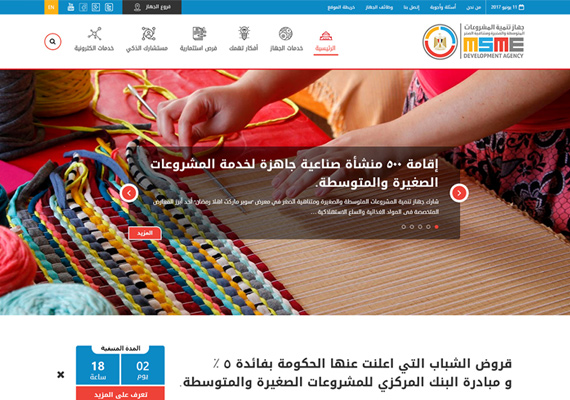 ١١ يونيو 2017
من نحن
أسئلة وأجوبة
إتصل بنا
وظائف الجهاز
خريطة الموقع
فروع الجهاز
EN
جهاز تنمية المشروعات
المتوسطة والصغيرة ومتناهية الصغر
MSME
DEVELOPMENT AGENCY
الرئيسية
خدمات الجهاز
أفكار تهمك
فرص استثمارية
مستشارك الذكي
خدمات الكترونية
إقامة ٥٠٠ منشأة صناعية جاهزة لخدمة المشروعات
الصغيرة والمتوسطة.
شارك جهاز تنمية المشروعات المتوسطة والصغيرة ومتناهية الصغر في معرض "سوبر ماركت اهلا رمضان" أحد أبرز المعارض
المتخصصة فى المواد الغذائية والسلع الاستهلاكية...
المزيد
قروض الشباب التي اعلنت عنها الحكومة بفائدة ٥ ٪
و مبادرة البنك المركزي للمشروعات الصغيرة والمتوسطة.
المدة المتبقية
02
يوم
18
ساعة
تعرف على المزيد